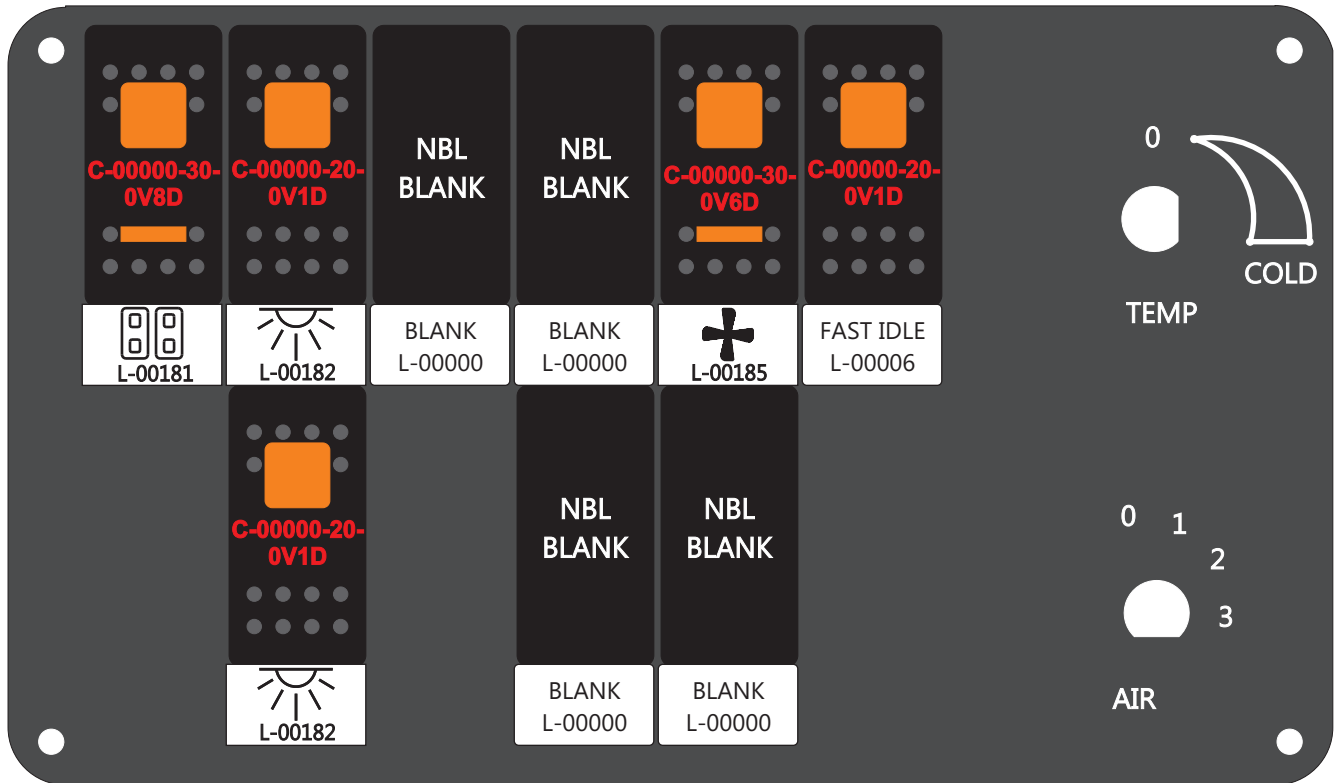 C-00000-30-
0V8D
L-00181
C-00000-20-
0V1D
L-00182
NBL
BLANK
BLANK
L-00000
NBL
BLANK
BLANK
L-00000
C-00000-30-
0V6D
L-00185
C-00000-20-
0V1D
FAST IDLE
L-00006
0
COLD
TEMP
C-00000-20-
0V1D
L-00182
NBL
BLANK
BLANK
L-00000
NBL
BLANK
BLANK
L-00000
0
1
2
3
AIR